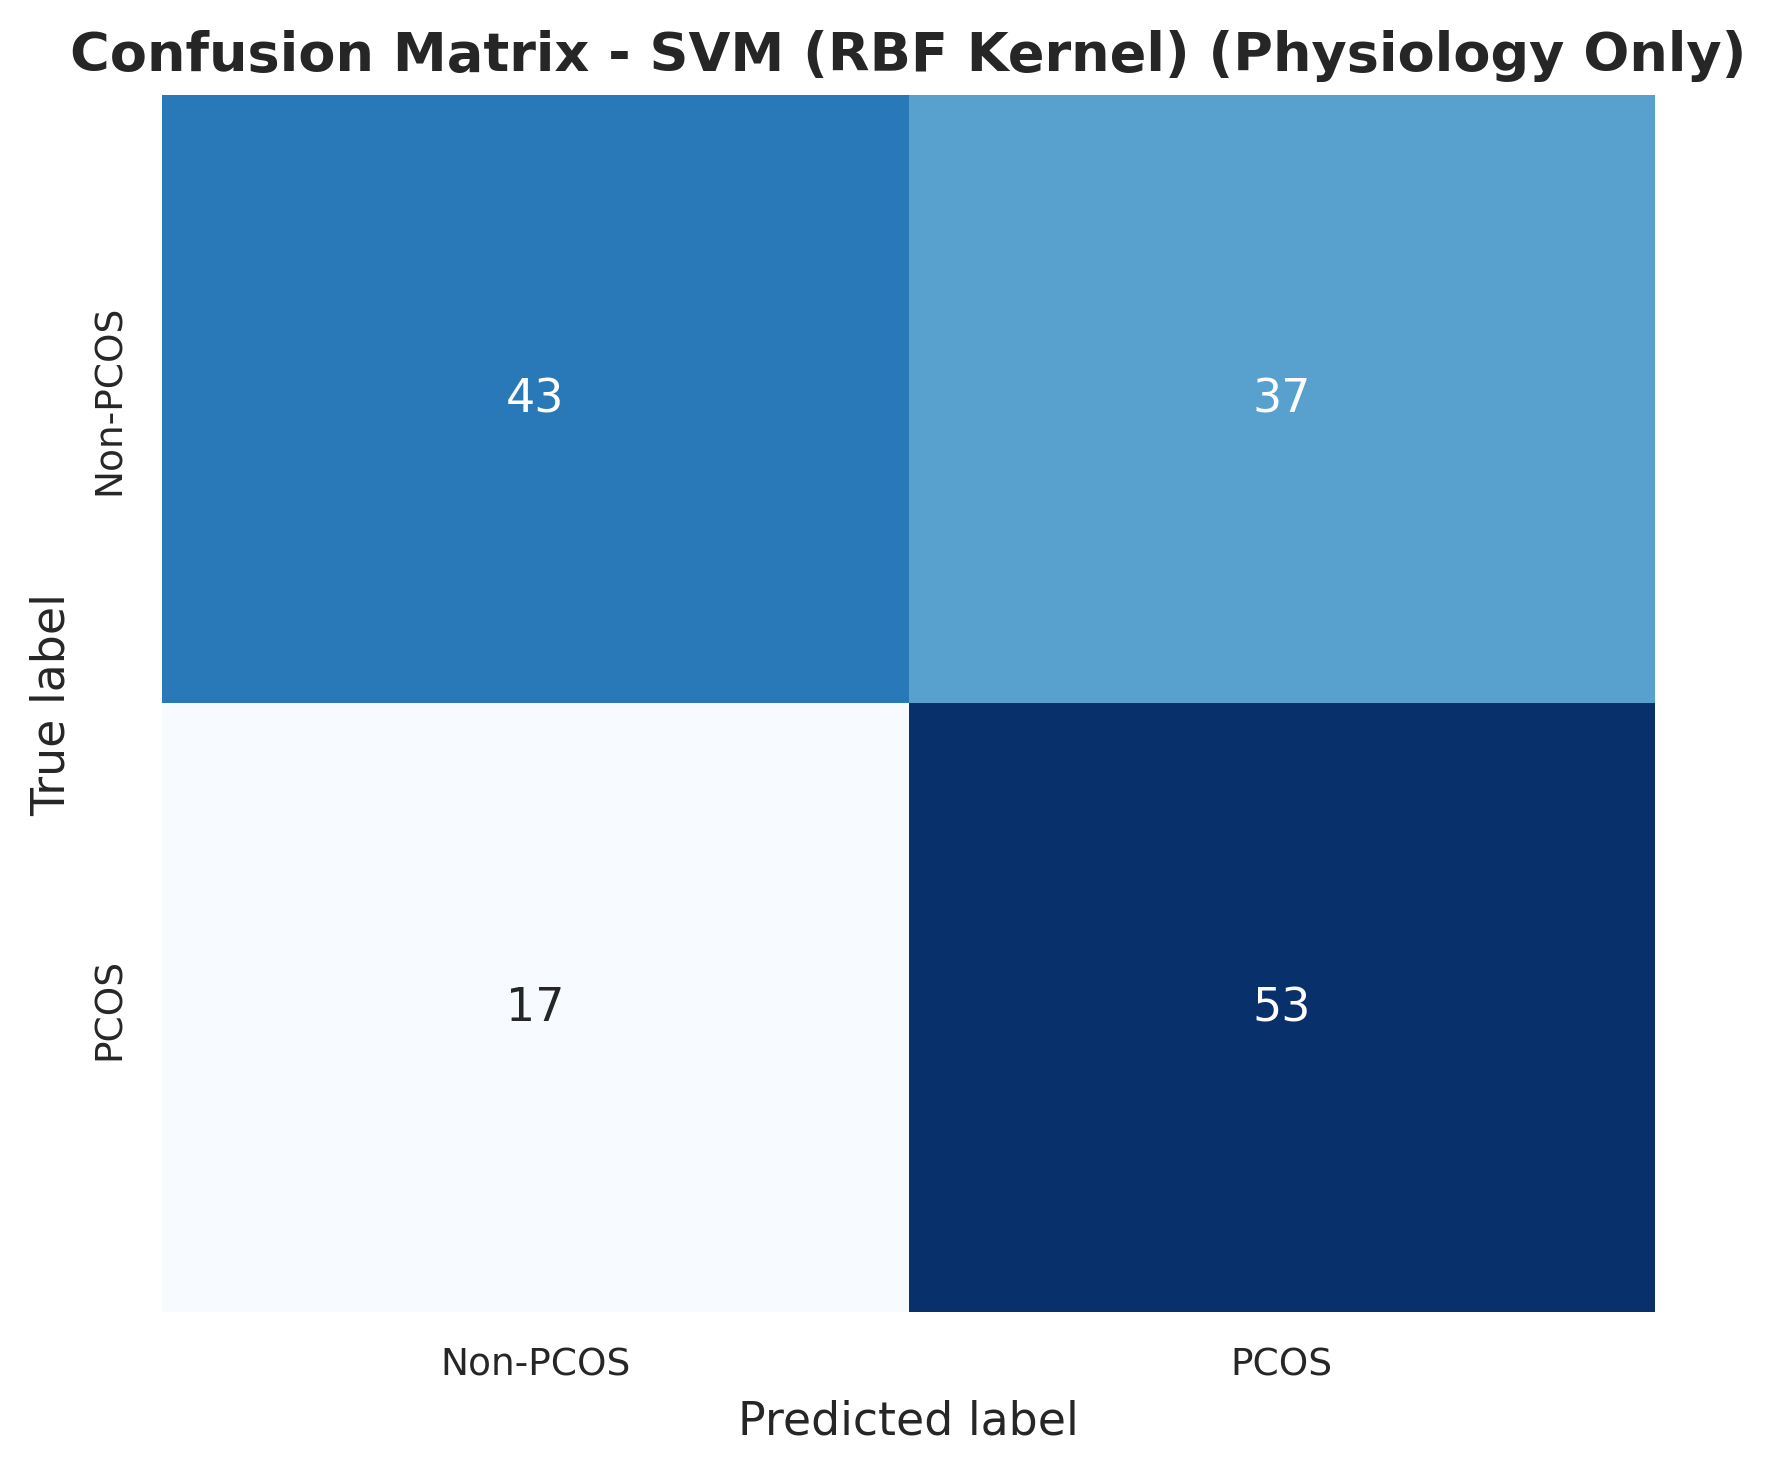 Confusion Matrix - SVM (RBF Kernel) (Physiology Only)
True label
Non-PCOS
43
37
PCOS
17
53
Non-PCOS
PCOS
Predicted label